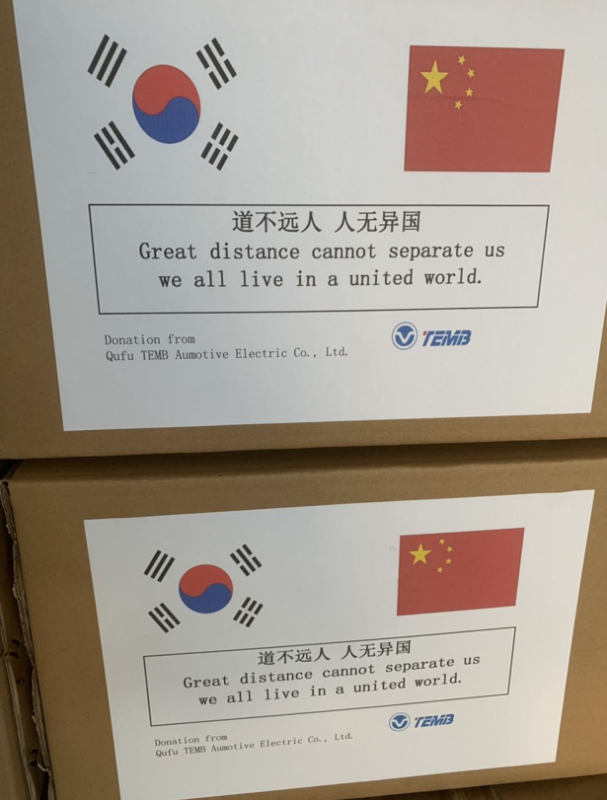 道不远人 人无异国
Great distance cannot separate us
we all live in a united world.
Donation from
Qufu TEMB Aumotive Electric Co., Ltd.
TEMB
道不远人 人无异国
Great distance cannot separate us
we all live in a united world.
TEMB
Donation from
Qufu TEMB Aumotive Electric Co., Ltd.